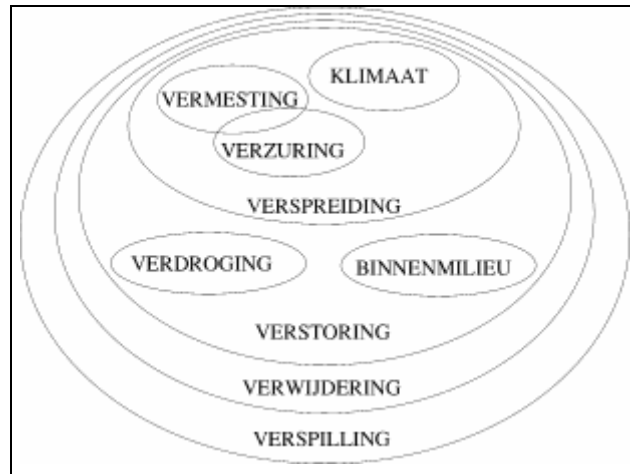 KLIMAAT
VERMESTING
VERZURING
VERSPREIDING
VERDROGING
BINNENMILIEU
VERSTORING
VERWIJDERING
VERSPILLING